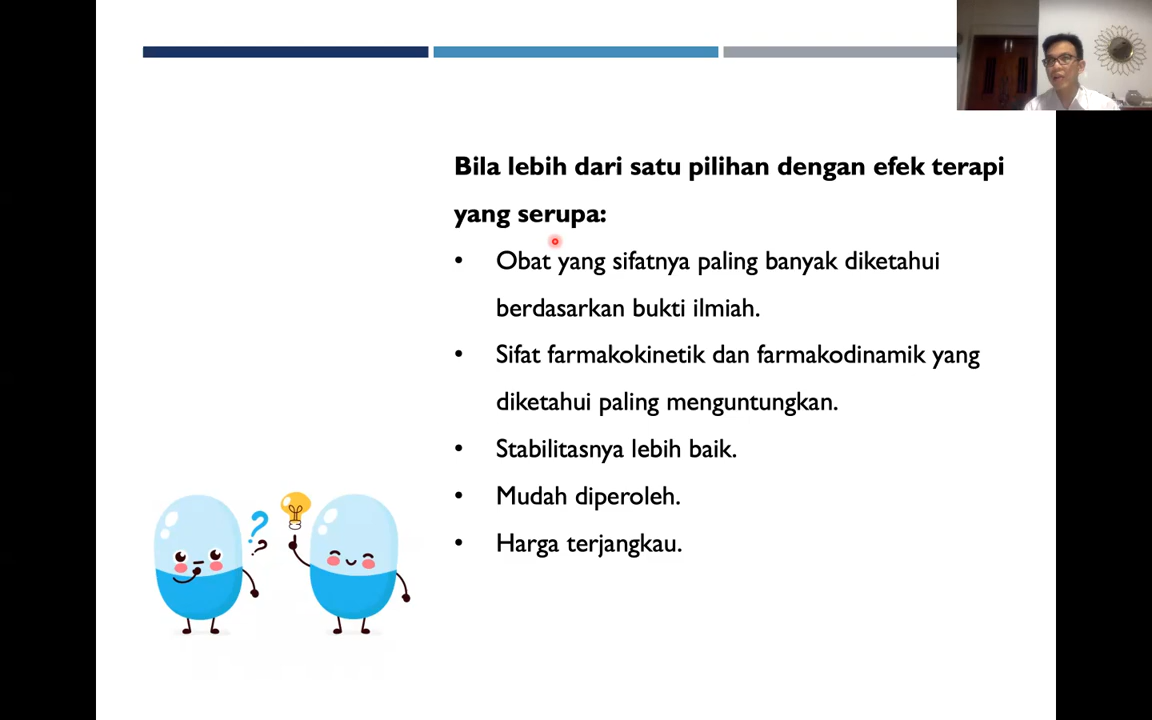 Bila lebih dari satu pilihan dengan efek terapi
yang serupa:
• Obat yang sifatnya paling banyak diketahui
berdasarkan bukti ilmiah.
• Sifat farmakokinetik dan farmakodinamik yang
diketahui paling menguntungkan.
• Stabilitasnya lebih baik.
• Mudah diperoleh.
• Harga terjangkau.